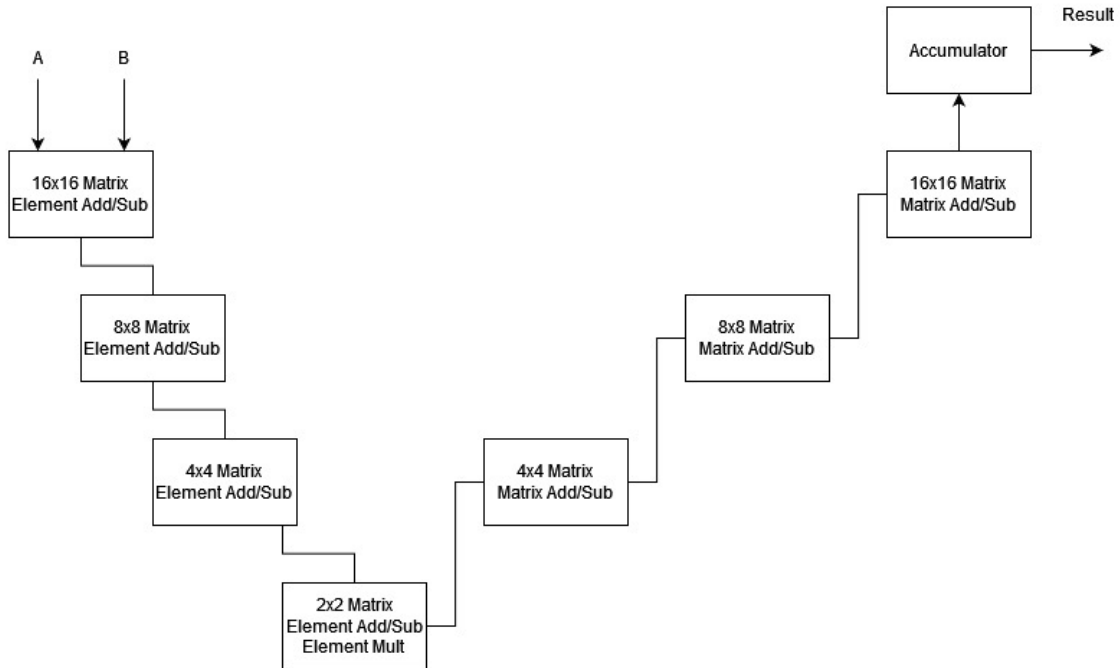 Result
Accumulator
A
B
16x16 Matrix
Element Add/Sub
16x16 Matrix
Matrix Add/Sub
8x8 Matrix
Element Add/Sub
8x8 Matrix
Matrix Add/Sub
4x4 Matrix
Element Add/Sub
4x4 Matrix
Matrix Add/Sub
2x2 Matrix
Element Add/Sub
Element Mult